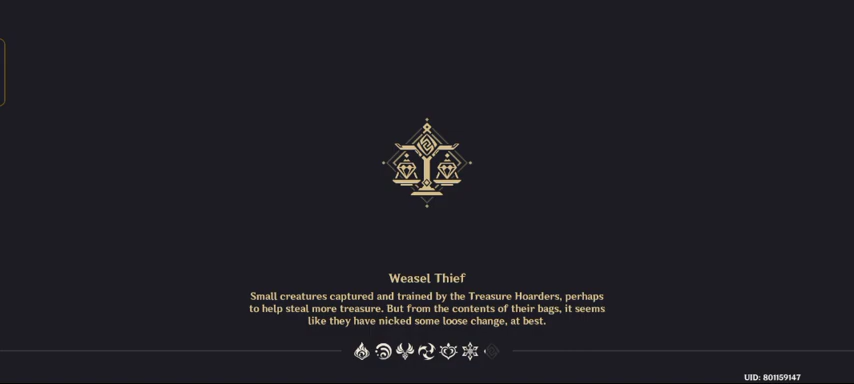 Weasel Thief
Small creatures captured and trained by the Treasure Hoarders, perhaps
to help steal more treasure. But from the contents of their bags, it seems
like they have nicked some loose change, at best.
UID: 801159147